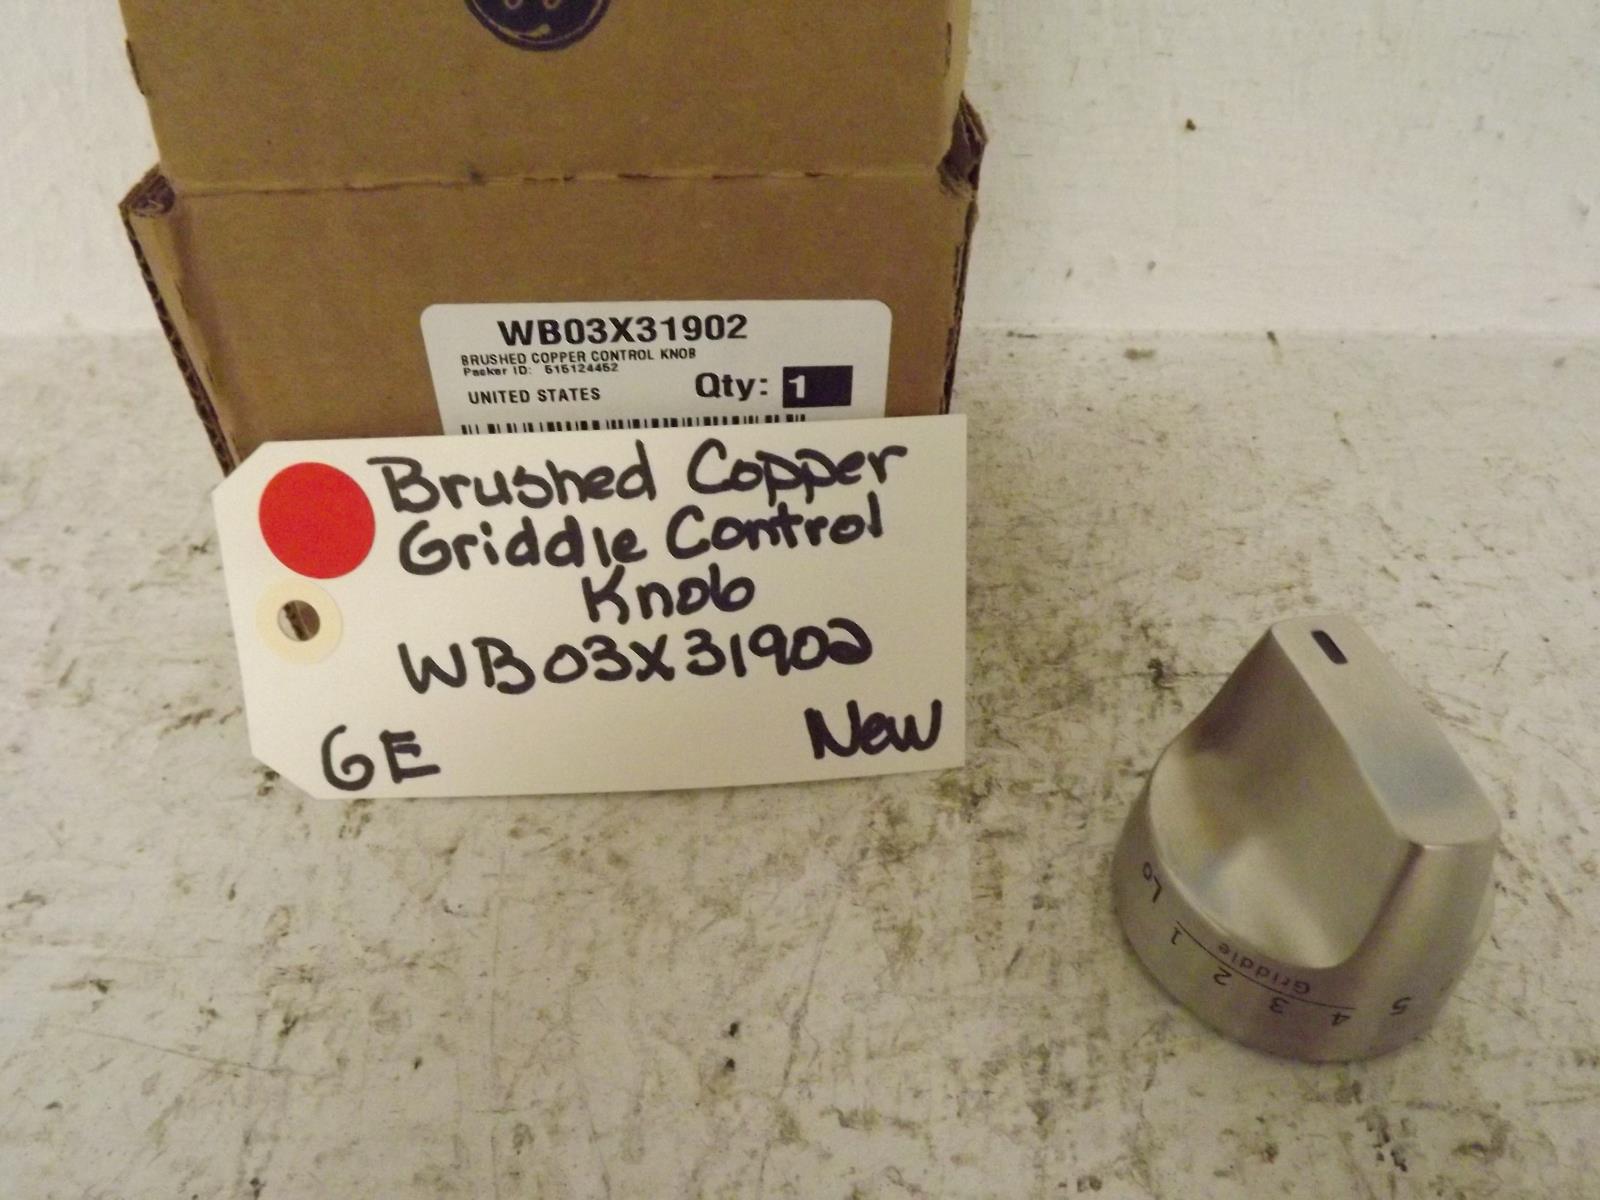 WB03X31902
BRUSHED COPPER CONTROL KNOB
Packer ID: 515124452
UNITED STATES
Qty: 1
Brushed Copper
Griddle Control
Knob
WB03X31902
GE
New
Lo
1
2
3
4
5
Griddle